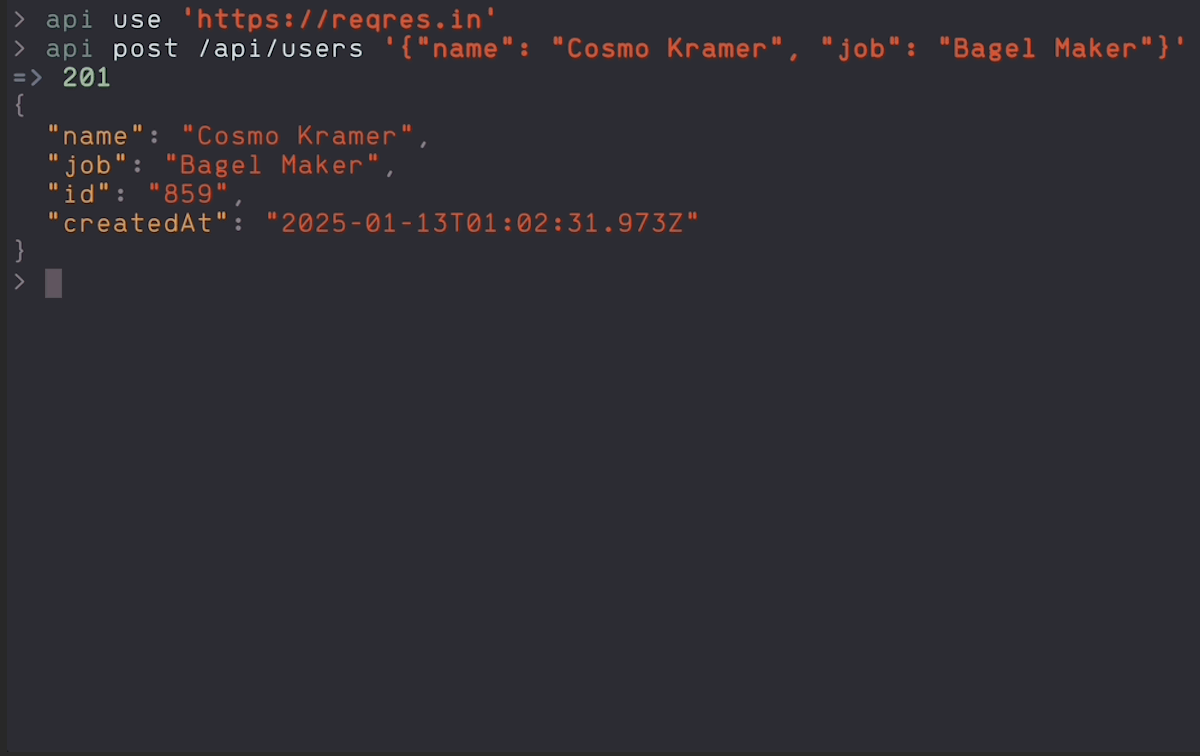 > api use 'https://reqres.in'
> api post /api/users '{"name": "Cosmo Kramer", "job": "Bagel Maker"}'
=> 201
{
  "name": "Cosmo Kramer",
  "job": "Bagel Maker",
  "id": "859",
  "createdAt": "2025-01-13T01:02:31.973Z"
}
>